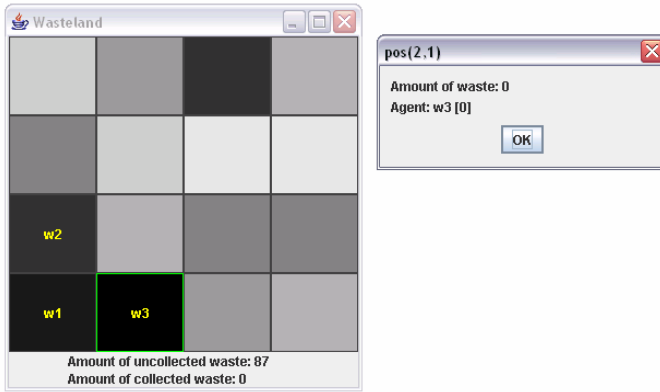 Wasteland
w2
w1 w3
Amount of uncollected waste: 87
Amount of collected waste: 0
pos(2,1)
Amount of waste: 0
Agent: w3 [0]
OK